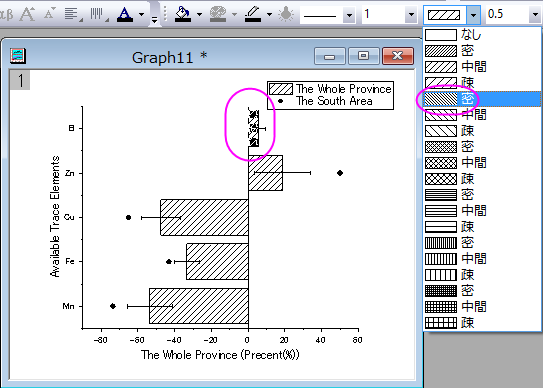 αβ A A A
1
0.5
Graph11 *
1
The Whole Province
The South Area
B
Zn
Cu
Fe
Mn
Available Trace Elements
-80 -60 -40 -20 0 20 40 60
The Whole Province (Precent(%))
なし
密
中間
疎
密
中間
疎
密
中間
疎
密
中間
疎
密
中間
疎
密
中間
疎